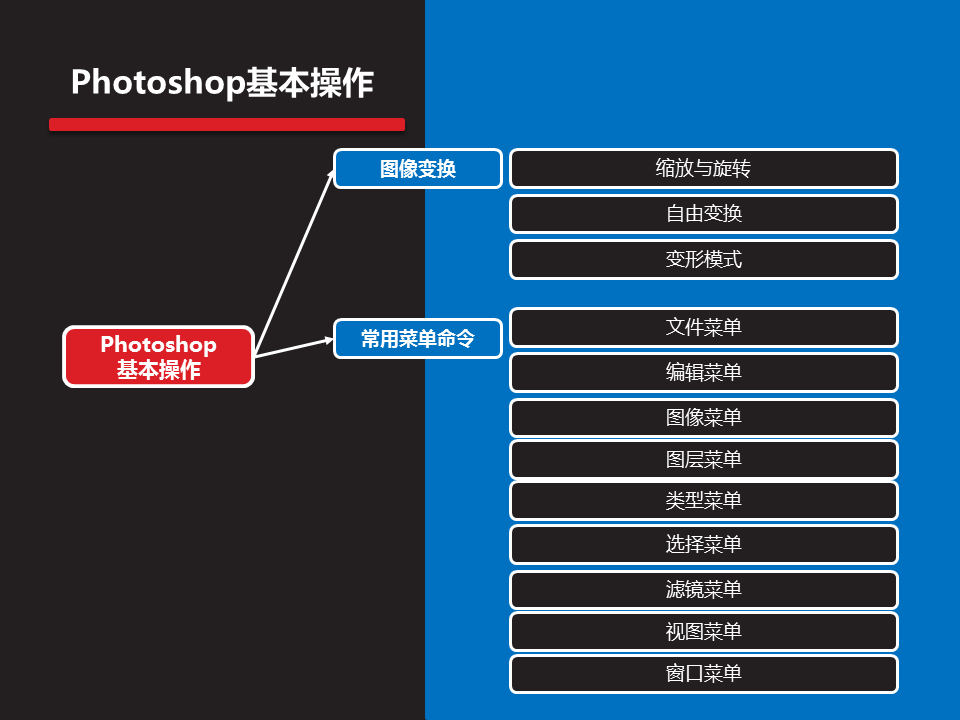 Photoshop基本操作
图像变换
缩放与旋转
自由变换
变形模式
Photoshop
基本操作
常用菜单命令
文件菜单
编辑菜单
图像菜单
图层菜单
类型菜单
选择菜单
滤镜菜单
视图菜单
窗口菜单